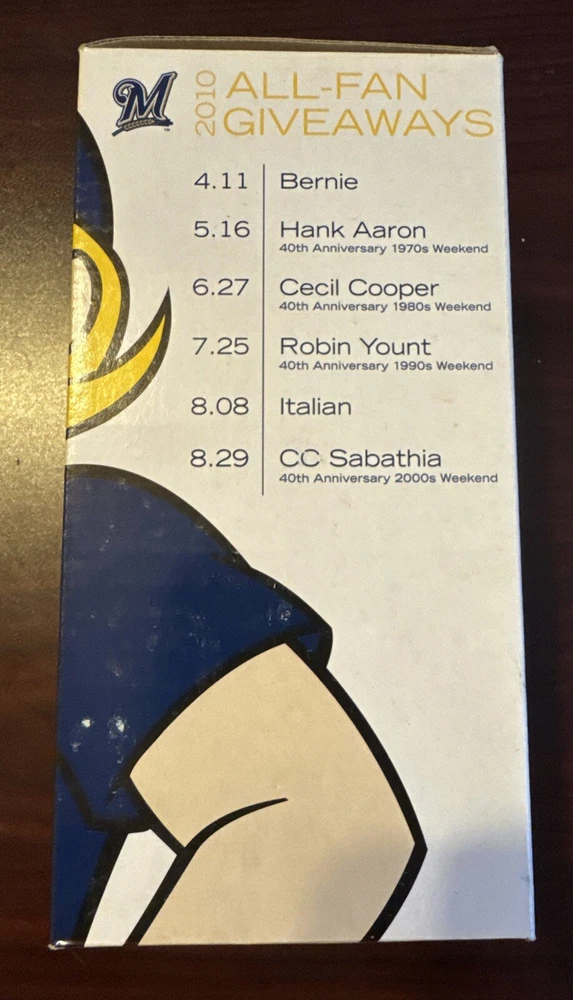 M
2010 ALL-FAN
GIVEAWAYS
4.11 Bernie
5.16 Hank Aaron
40th Anniversary 1970s Weekend
6.27 Cecil Cooper
40th Anniversary 1980s Weekend
7.25 Robin Yount
40th Anniversary 1990s Weekend
8.08 Italian
8.29 CC Sabathia
40th Anniversary 2000s Weekend